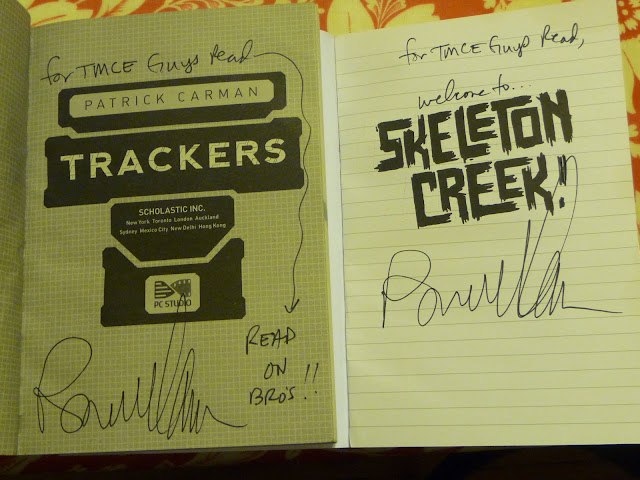 for TMCE Guys Read
PATRICK CARMAN
TRACKERS
SCHOLASTIC INC.
New York Toronto London Auckland
Sydney Mexico City New Delhi Hong Kong
PC STUDIO
READ
ON
BRO'S!!
for TMCE Guys Read,
welcome to...
SKELETON
CREEK!